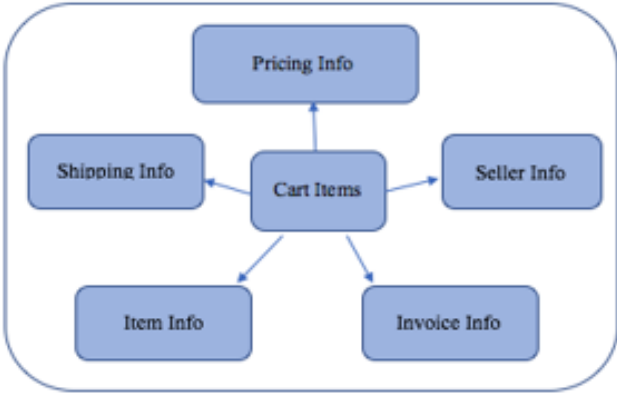 Pricing Info
Shipping Info
Cart Items
Seller Info
Item Info
Invoice Info